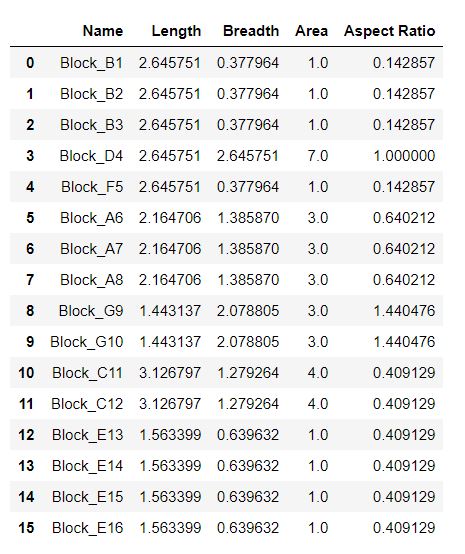 Name Length Breadth Area Aspect Ratio
0 Block_B1 2.645751 0.377964 1.0 0.142857
1 Block_B2 2.645751 0.377964 1.0 0.142857
2 Block_B3 2.645751 0.377964 1.0 0.142857
3 Block_D4 2.645751 2.645751 7.0 1.000000
4 Block_F5 2.645751 0.377964 1.0 0.142857
5 Block_A6 2.164706 1.385870 3.0 0.640212
6 Block_A7 2.164706 1.385870 3.0 0.640212
7 Block_A8 2.164706 1.385870 3.0 0.640212
8 Block_G9 1.443137 2.078805 3.0 1.440476
9 Block_G10 1.443137 2.078805 3.0 1.440476
10 Block_C11 3.126797 1.279264 4.0 0.409129
11 Block_C12 3.126797 1.279264 4.0 0.409129
12 Block_E13 1.563399 0.639632 1.0 0.409129
13 Block_E14 1.563399 0.639632 1.0 0.409129
14 Block_E15 1.563399 0.639632 1.0 0.409129
15 Block_E16 1.563399 0.639632 1.0 0.409129